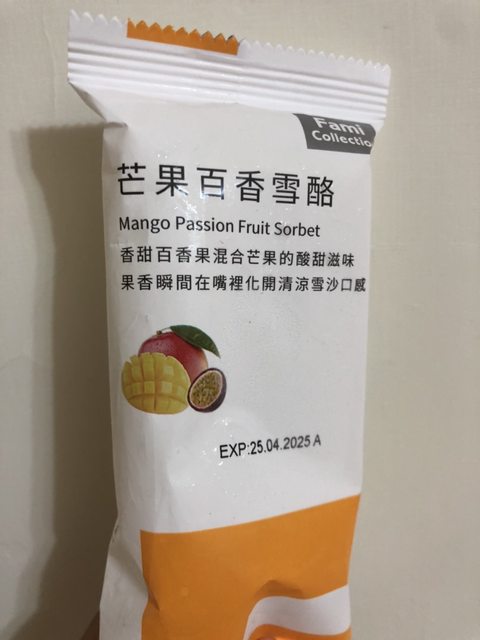 Fami
Collectio
芒果百香雪酪
Mango Passion Fruit Sorbet
香甜百香果混合芒果的酸甜滋味
果香瞬間在嘴裡化開清涼雪沙口感
EXP:25.04.2025 A